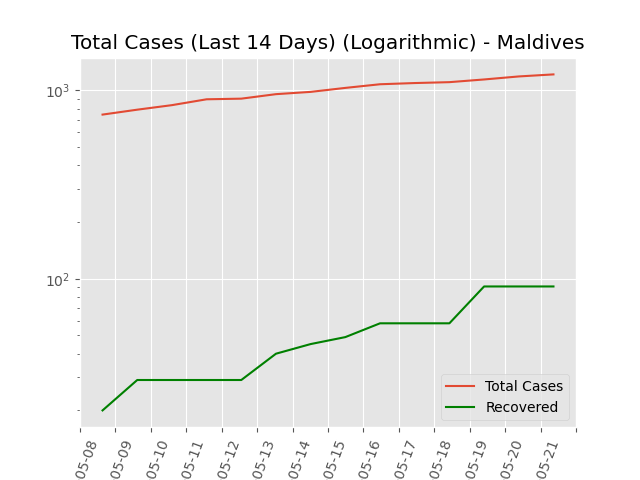 Total Cases (Last 14 Days) (Logarithmic) - Maldives
10³
10²
Total Cases
Recovered
05-08 05-09 05-10 05-11 05-12 05-13 05-14 05-15 05-16 05-17 05-18 05-19 05-20 05-21